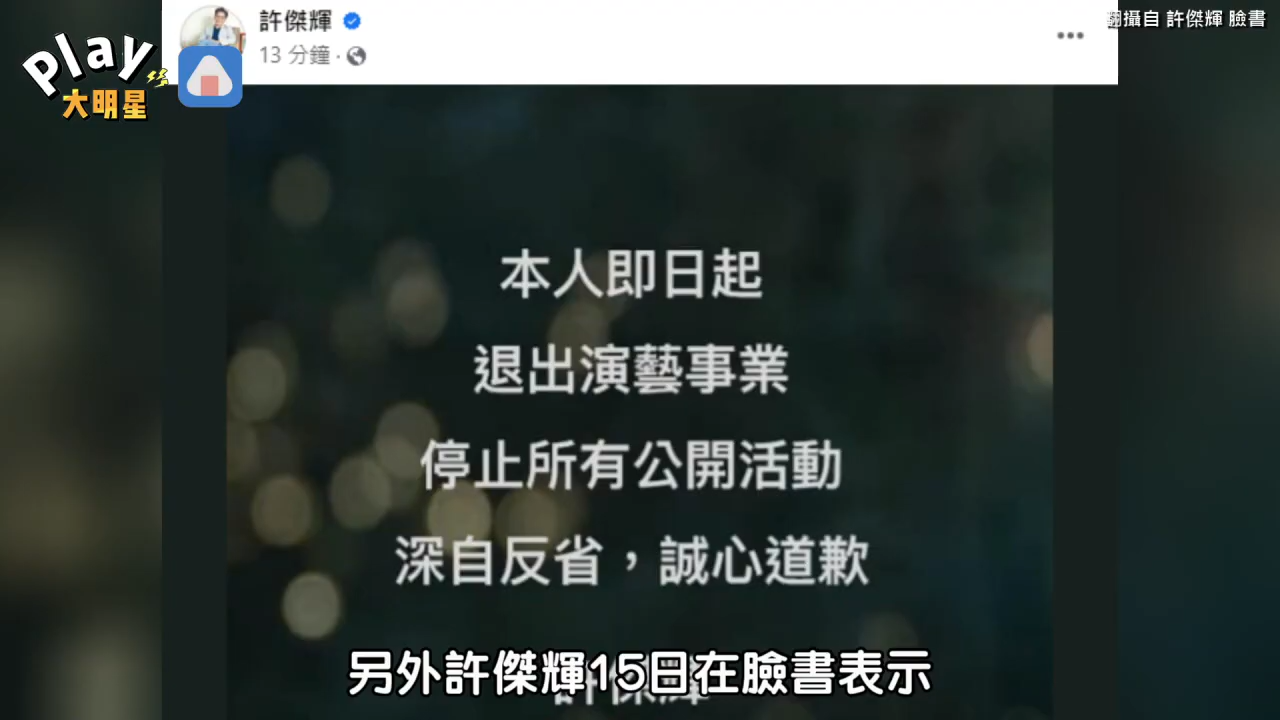 Play
大明星
許傑輝
13 分鐘
翻攝自 許傑輝 臉書
本人即日起
退出演藝事業
停止所有公開活動
深自反省，誠心道歉
許傑輝
另外許傑輝15日在臉書表示